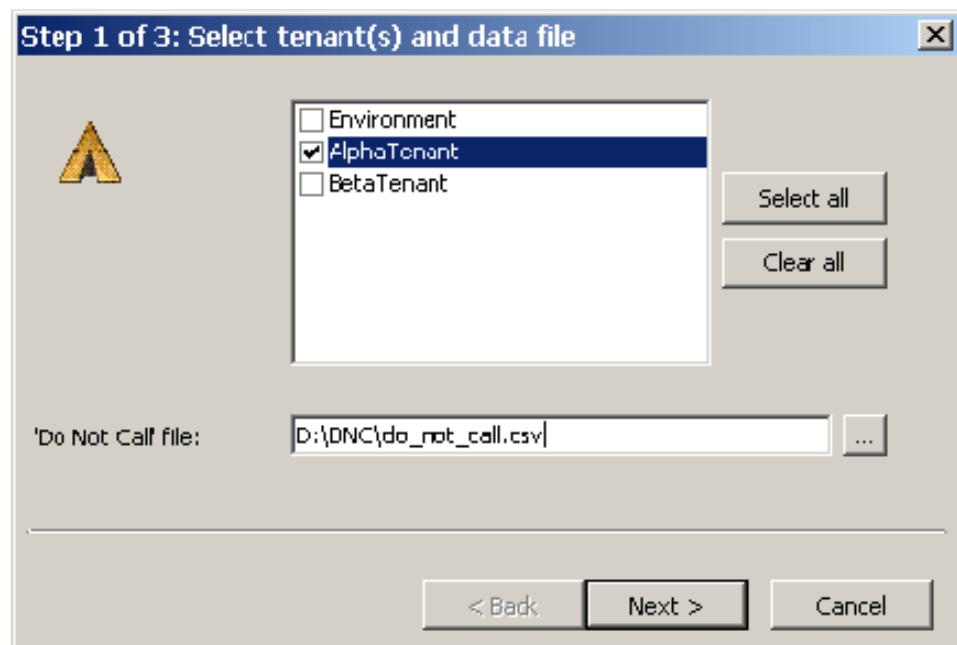 Step 1 of 3: Select tenant(s) and data file
Environment
AlphaTenant
BetaTenant
Select all
Clear all
'Do Not Call' file:
D:\DNC\do_not_call.csv
...
< Back
Next >
Cancel